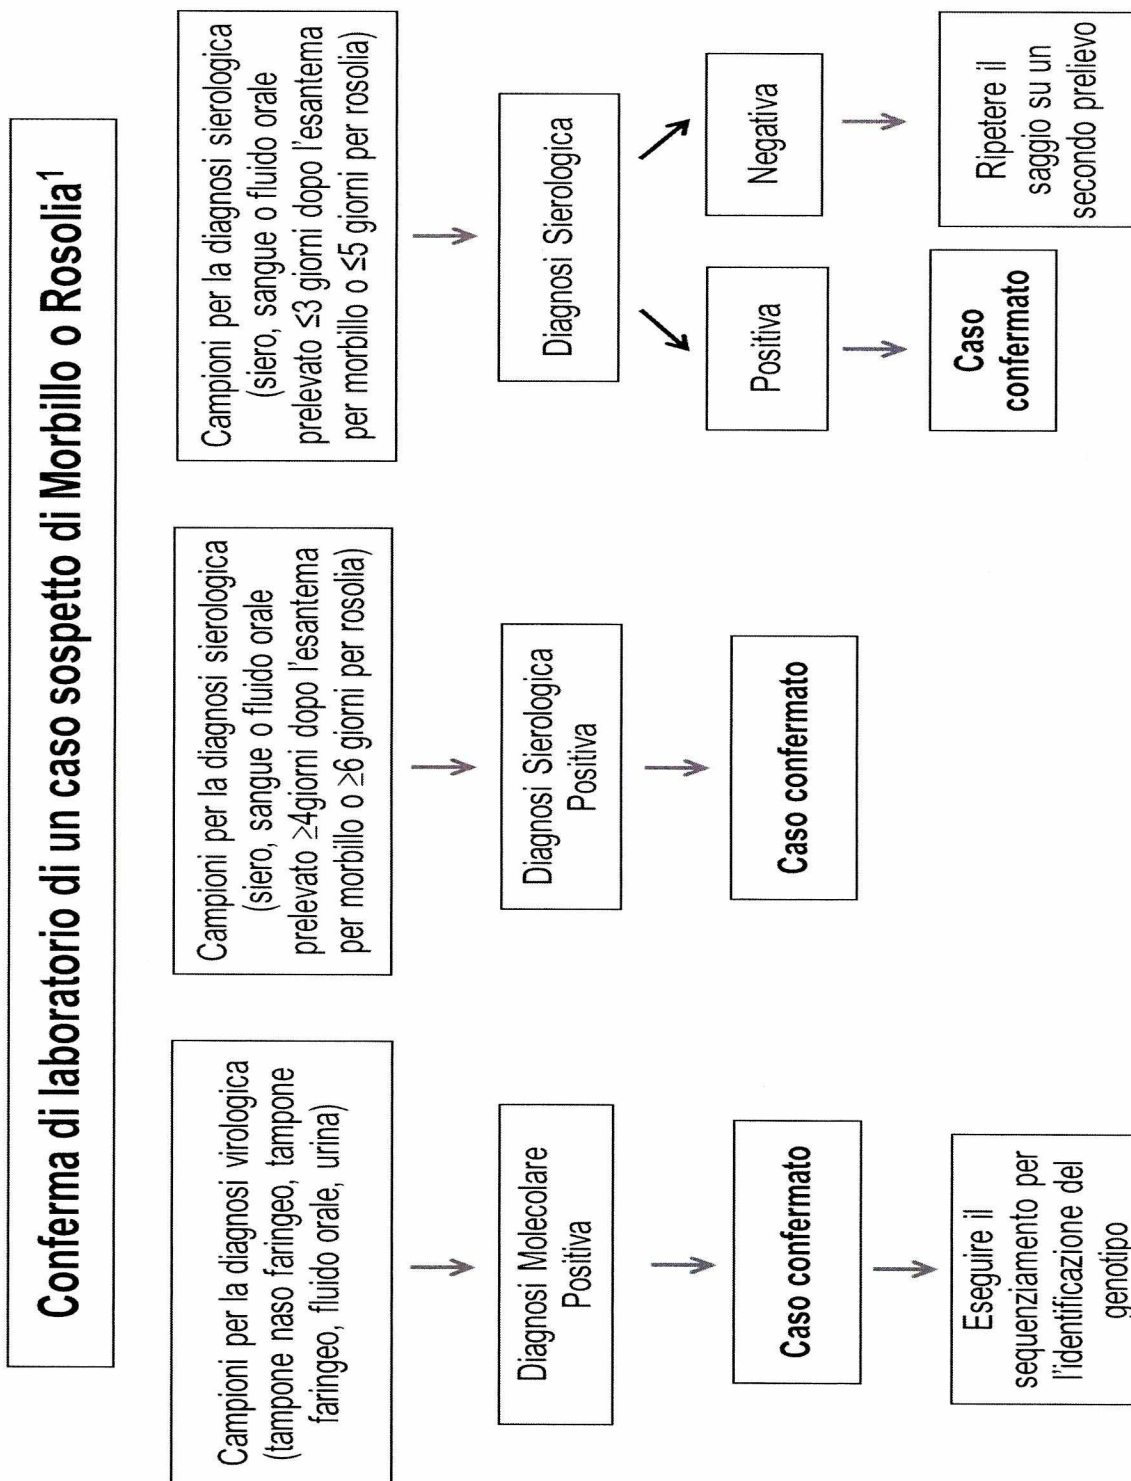 Conferma di laboratorio di un caso sospetto di Morbillo o Rosolia¹
Campioni per la diagnosi virologica
(tampone naso faringeo, tampone
faringeo, fluido orale, urina)
Diagnosi Molecolare
Positiva
Caso confermato
Eseguire il
sequenziamento per
l'identificazione del
genotipo
Campioni per la diagnosi sierologica
(siero, sangue o fluido orale
prelevato ≥4giorni dopo l'esantema
per morbillo o ≥6 giorni per rosolia)
Diagnosi Sierologica
Positiva
Caso confermato
Campioni per la diagnosi sierologica
(siero, sangue o fluido orale
prelevato ≤3 giorni dopo l'esantema
per morbillo o ≤5 giorni per rosolia)
Diagnosi Sierologica
Positiva
Caso
confermato
Negativa
Ripetere il
saggio su un
secondo prelievo